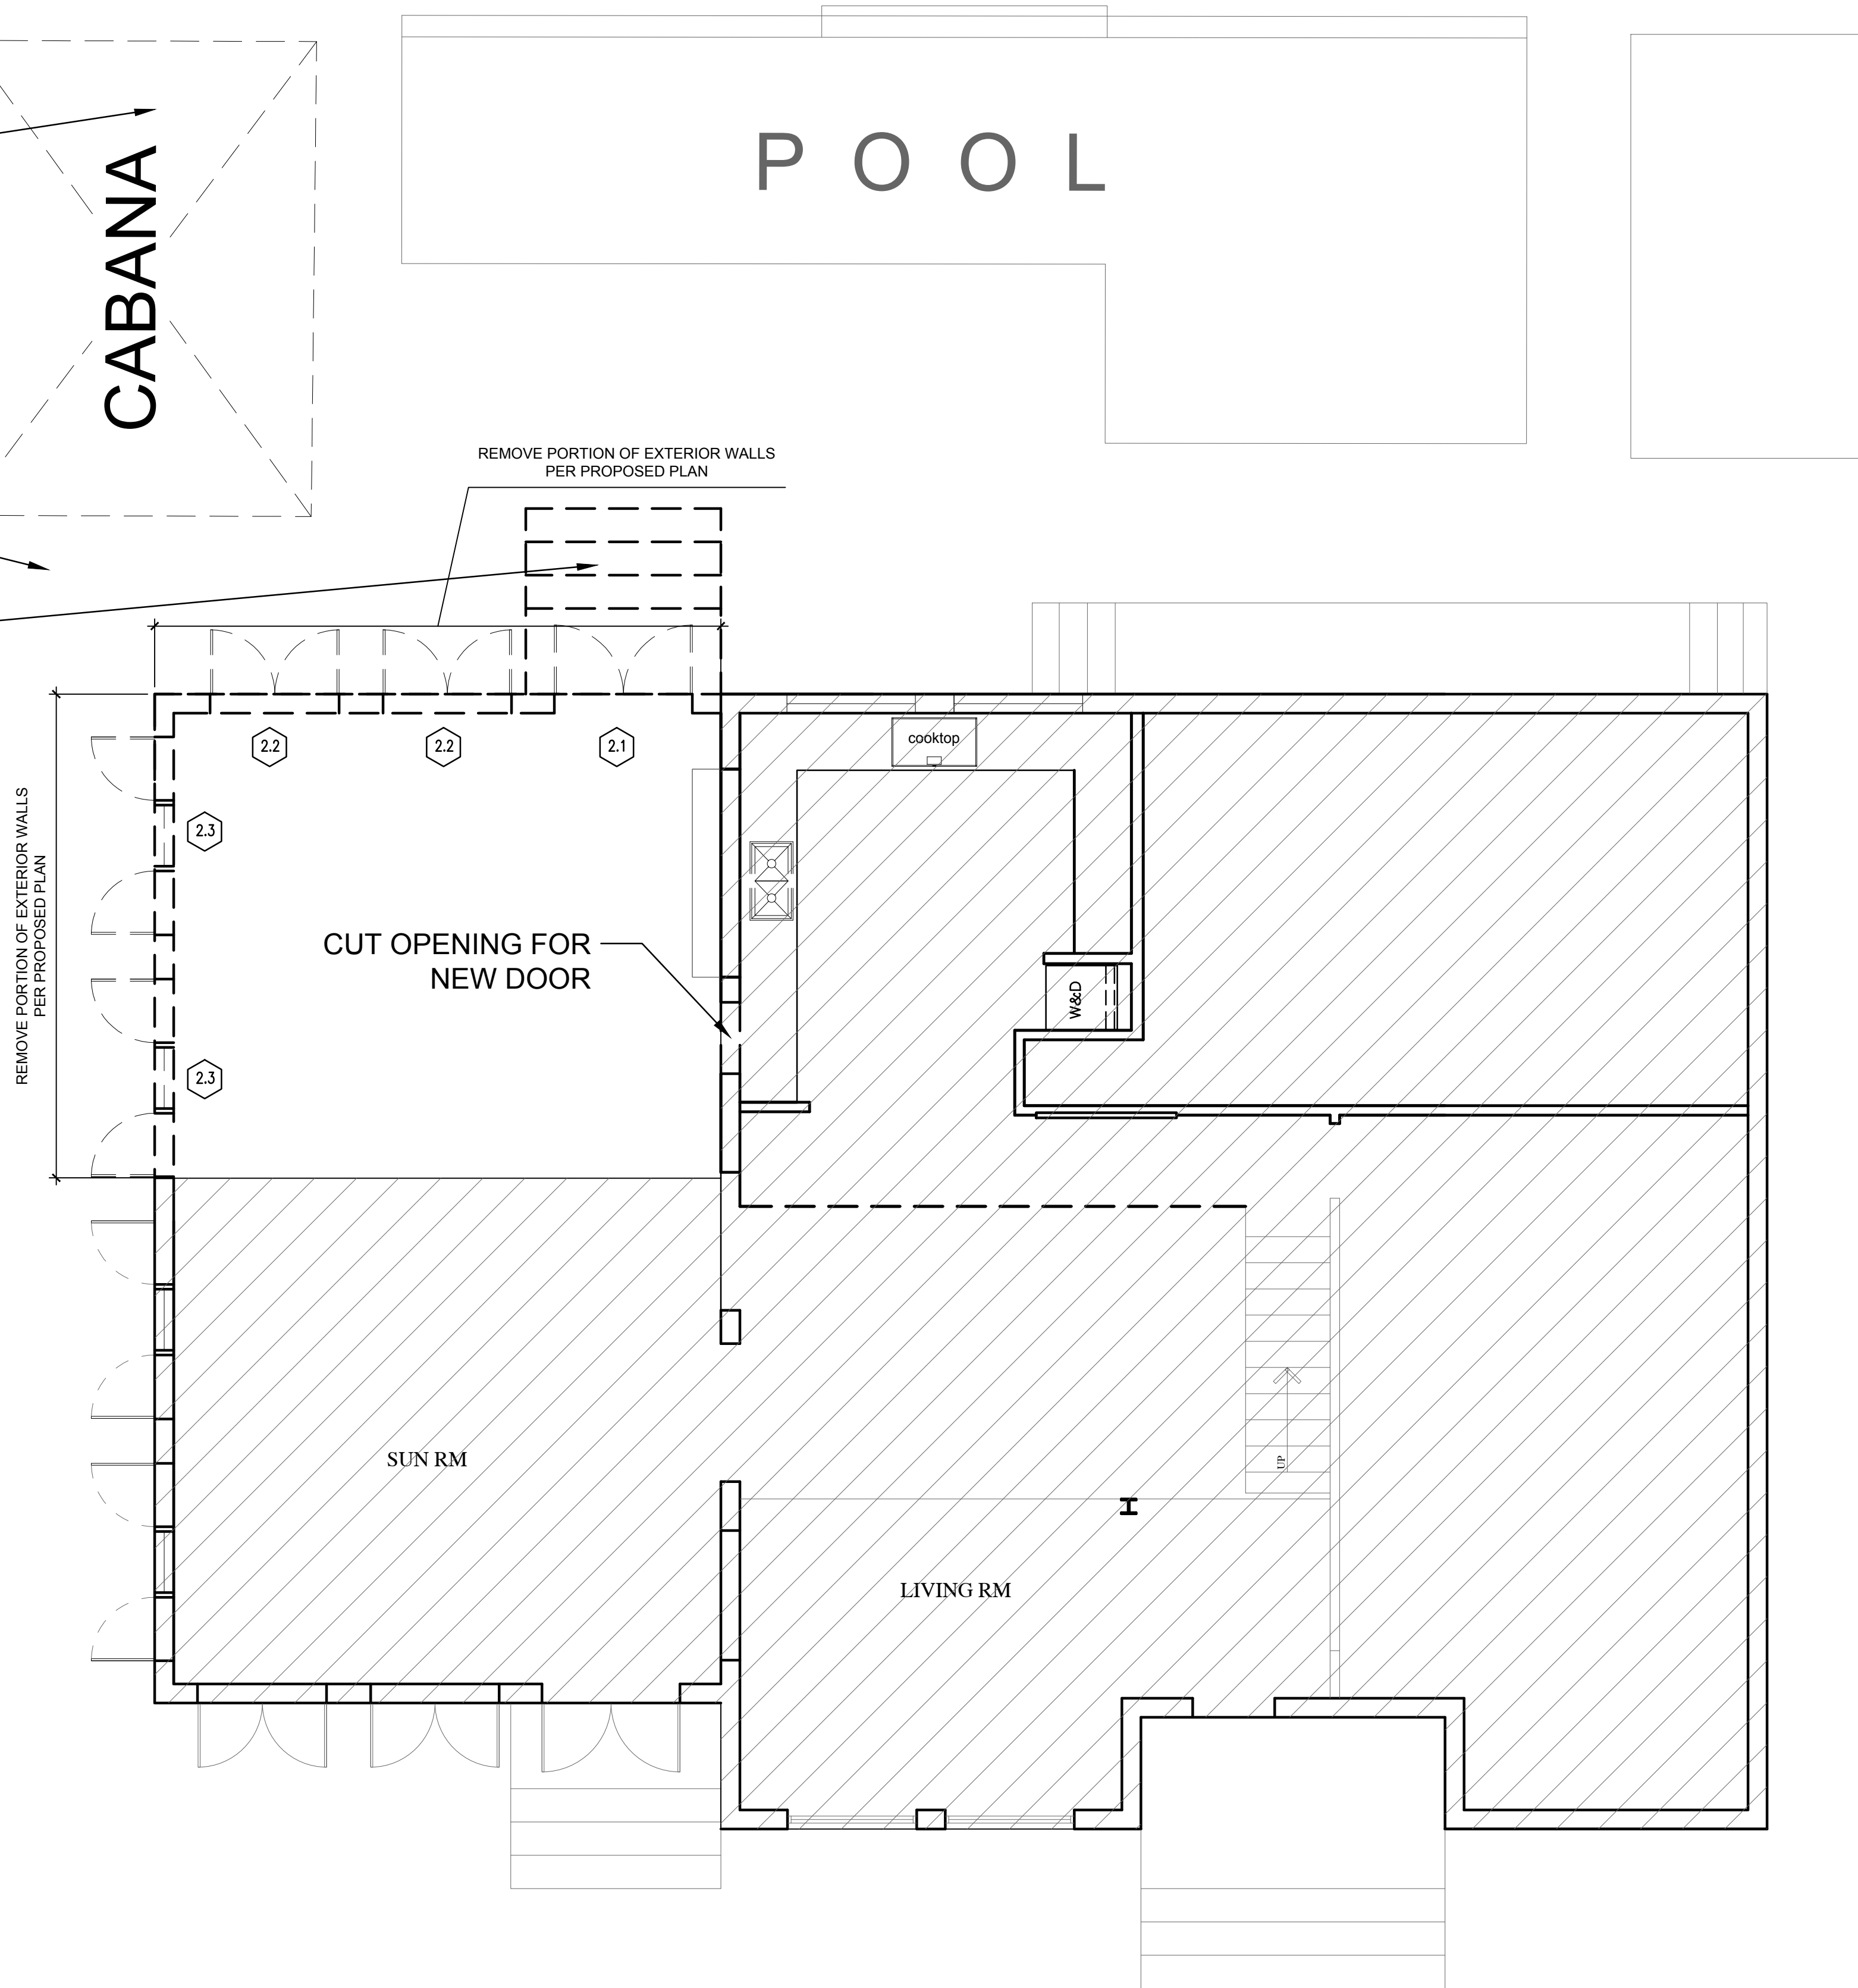 POOL
CABANA
REMOVE PORTION OF EXTERIOR WALLS
PER PROPOSED PLAN
2.2
2.2
2.1
cooktop
2.3
REMOVE PORTION OF EXTERIOR WALLS
PER PROPOSED PLAN
CUT OPENING FOR
NEW DOOR
W&D
2.3
SUN RM
UP
LIVING RM